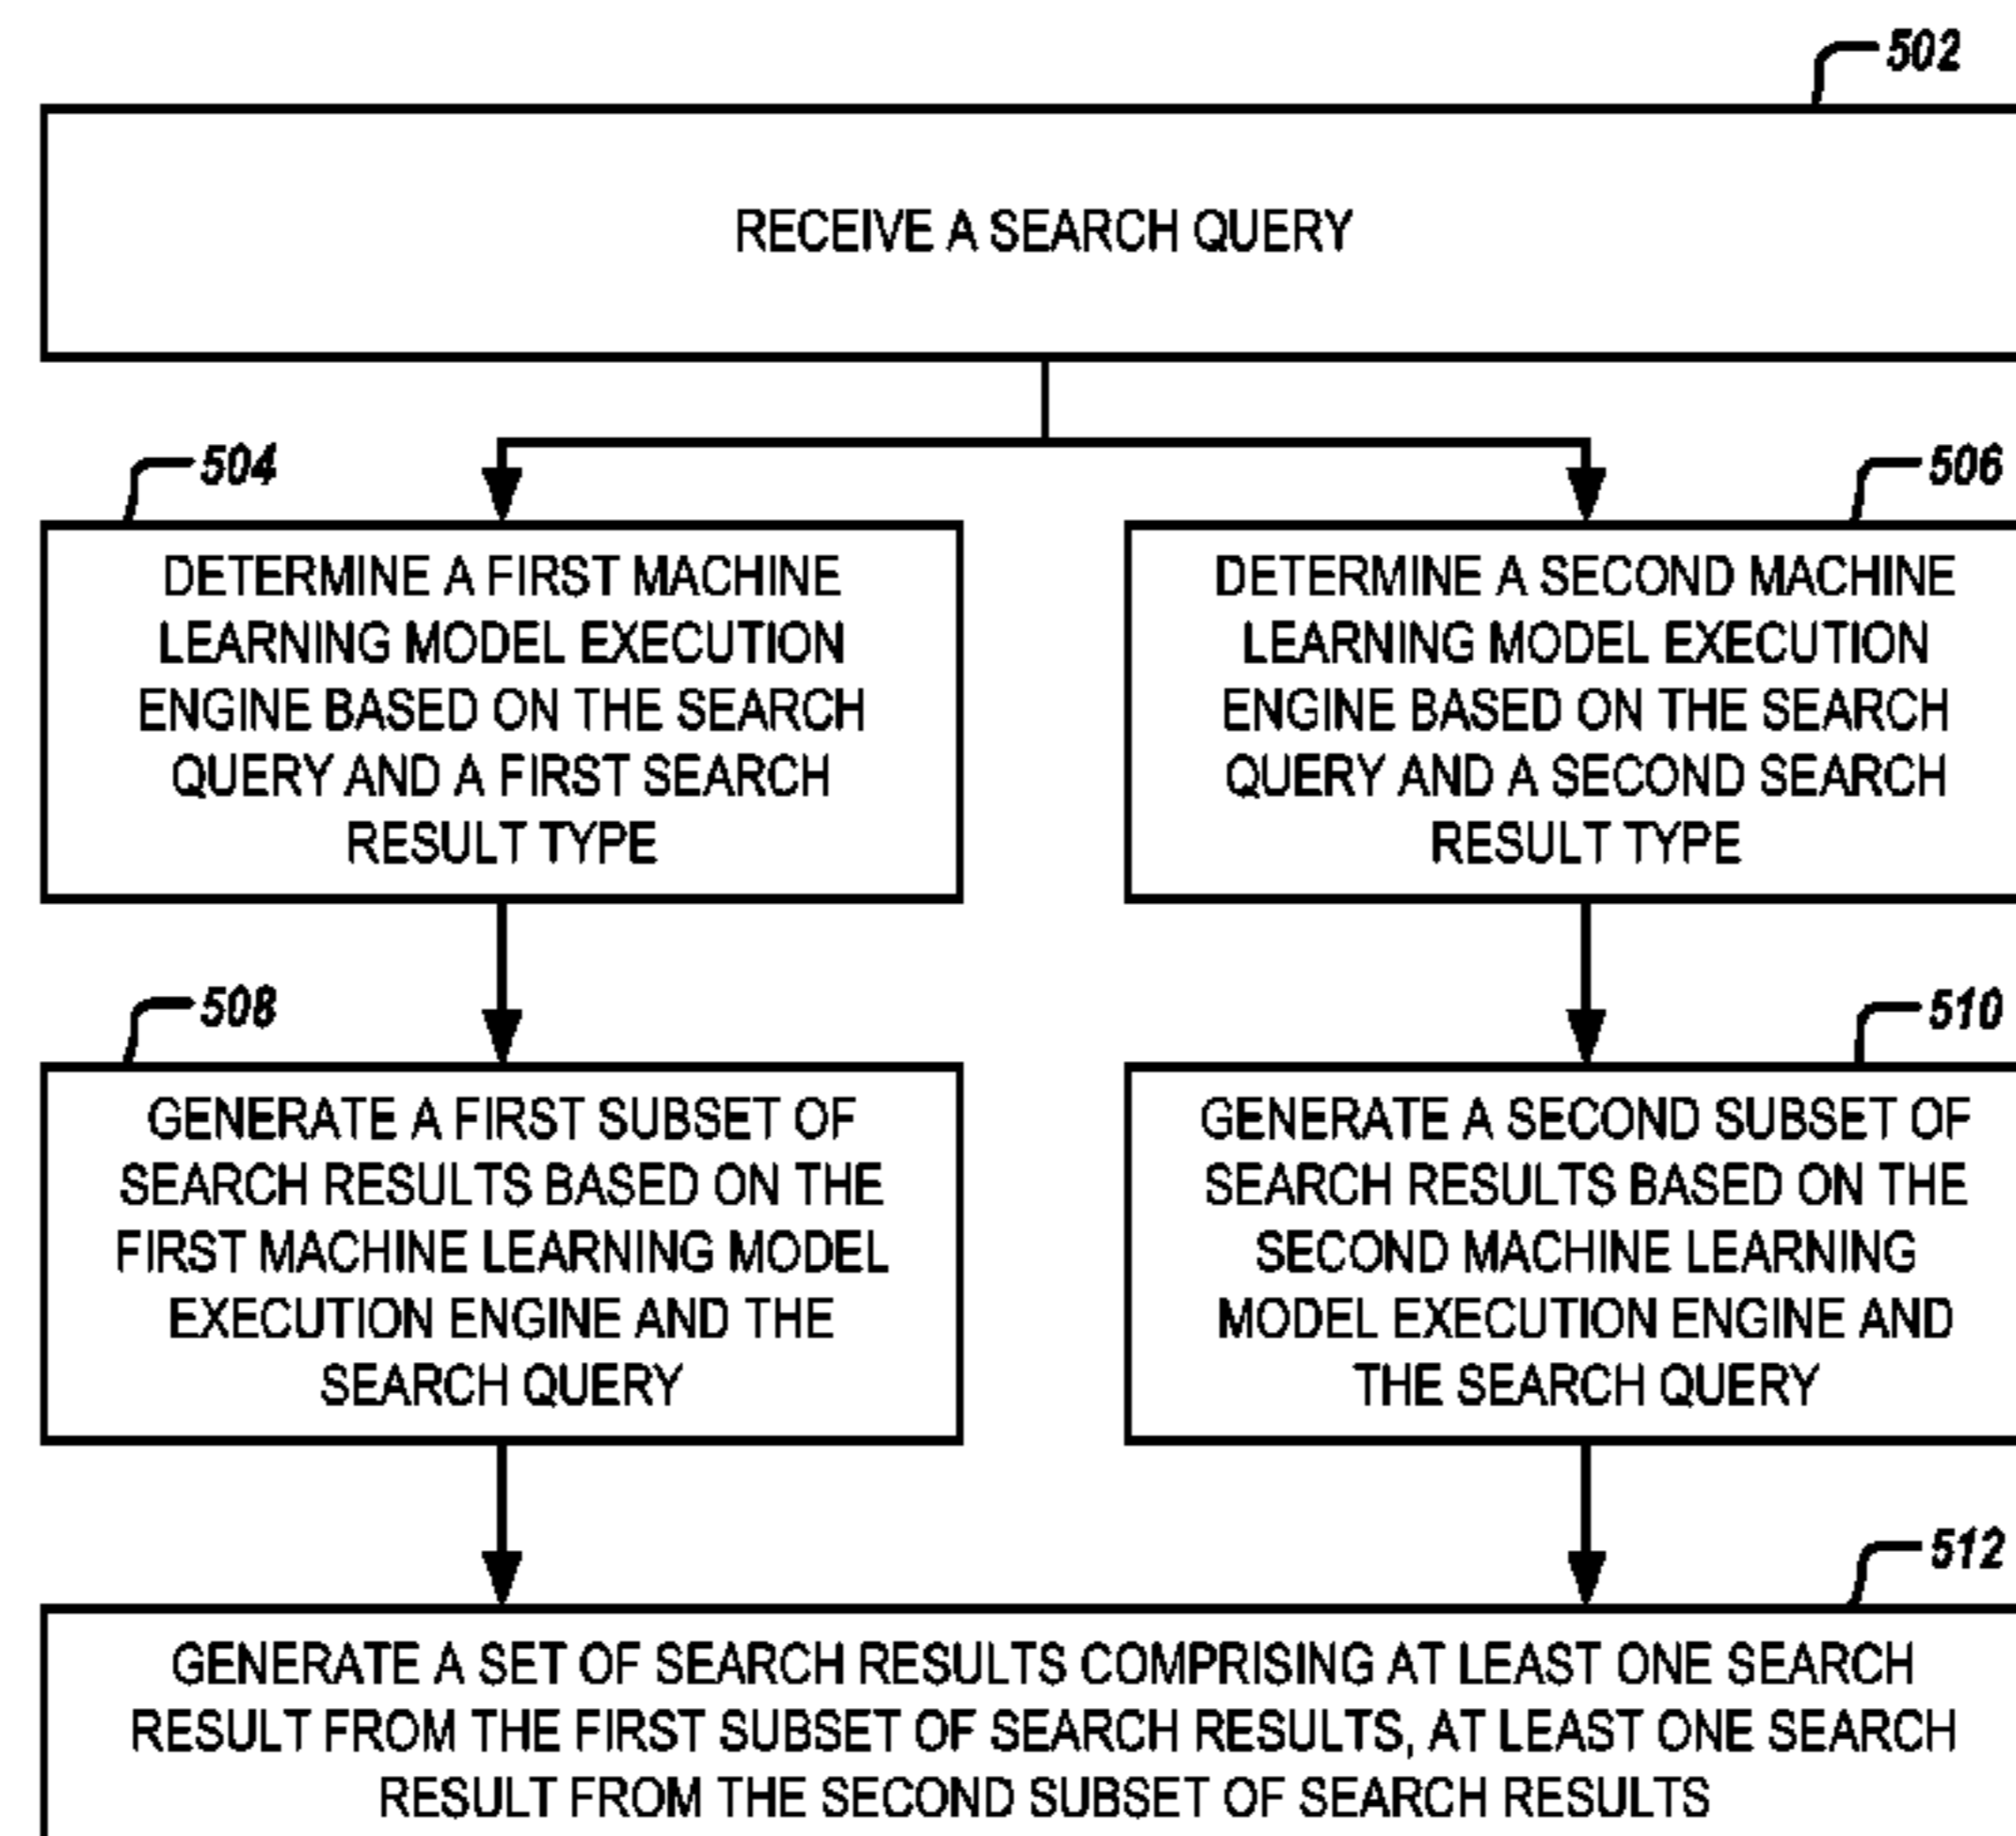 502
RECEIVE A SEARCH QUERY
504
DETERMINE A FIRST MACHINE
LEARNING MODEL EXECUTION
ENGINE BASED ON THE SEARCH
QUERY AND A FIRST SEARCH
RESULT TYPE
506
DETERMINE A SECOND MACHINE
LEARNING MODEL EXECUTION
ENGINE BASED ON THE SEARCH
QUERY AND A SECOND SEARCH
RESULT TYPE
508
GENERATE A FIRST SUBSET OF
SEARCH RESULTS BASED ON THE
FIRST MACHINE LEARNING MODEL
EXECUTION ENGINE AND THE
SEARCH QUERY
510
GENERATE A SECOND SUBSET OF
SEARCH RESULTS BASED ON THE
SECOND MACHINE LEARNING
MODEL EXECUTION ENGINE AND
THE SEARCH QUERY
512
GENERATE A SET OF SEARCH RESULTS COMPRISING AT LEAST ONE SEARCH
RESULT FROM THE FIRST SUBSET OF SEARCH RESULTS, AT LEAST ONE SEARCH
RESULT FROM THE SECOND SUBSET OF SEARCH RESULTS